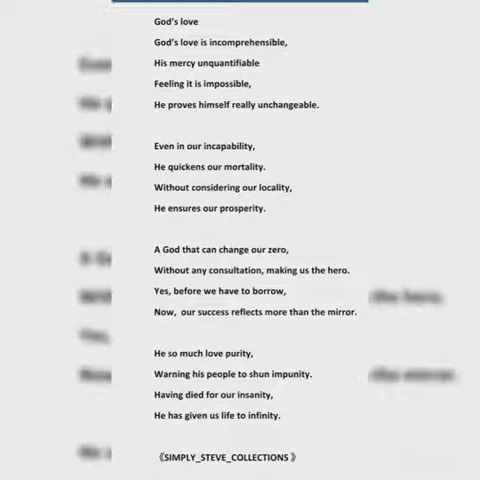 God's love
God's love is incomprehensible,
His mercy unquantifiable
Feeling it is impossible,
He proves himself really unchangeable.
Even in our incapability,
He quickens our mortality.
Without considering our locality,
He ensures our prosperity.
A God that can change our zero,
Without any consultation, making us the hero.
Yes, before we have to borrow,
Now,  our success reflects more than the mirror.
He so much love purity,
Warning his people to shun impunity.
Having died for our insanity,
He has given us life to infinity.
《SIMPLY_STEVE_COLLECTIONS 》